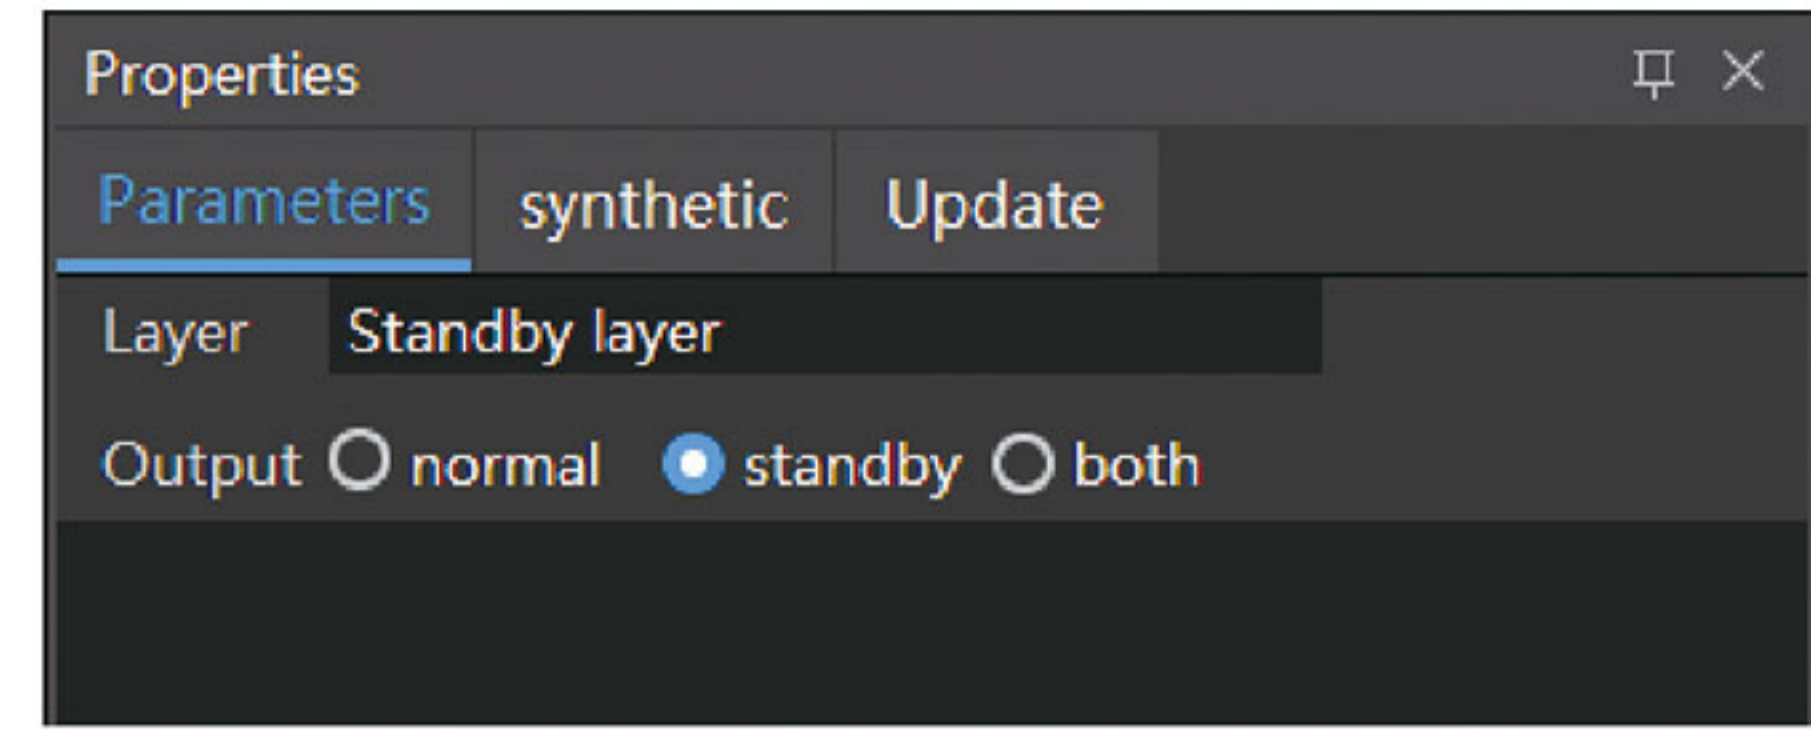 Properties
Parameters synthetic Update
Layer Standby layer
Output normal standby both